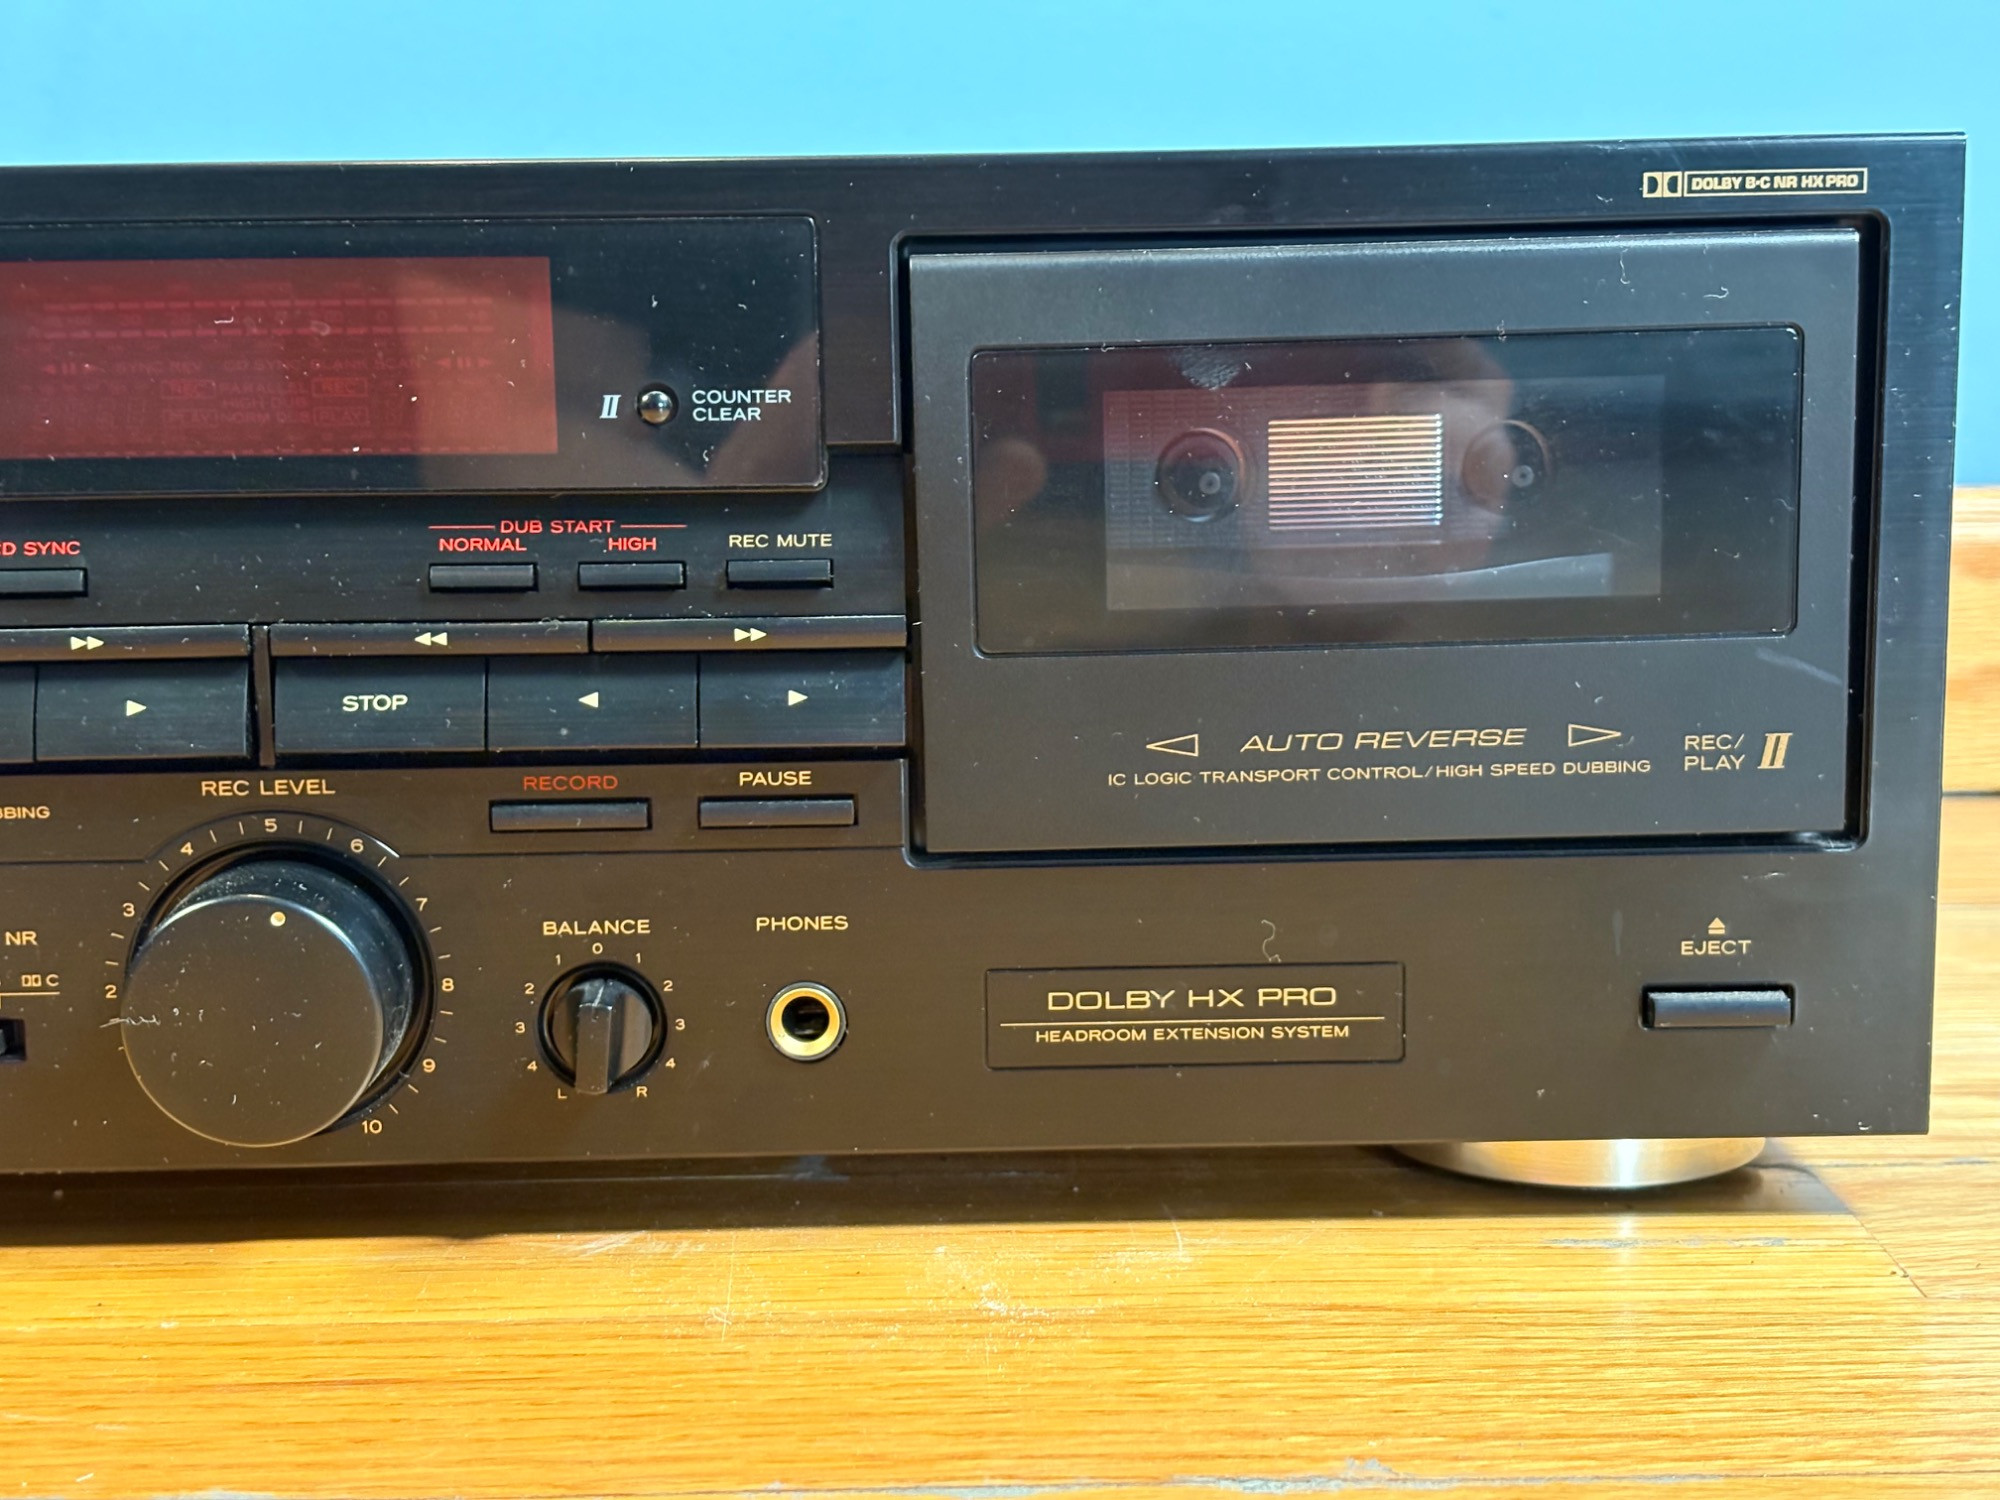 DOLBY B·C NR HX PRO
II
COUNTER
CLEAR
PARALLEL
REC
D SYNC
DUB START
NORMAL
HIGH
REC MUTE
STOP
AUTO REVERSE
IC LOGIC TRANSPORT CONTROL/HIGH SPEED DUBBING
REC/
PLAY II
BBING
REC LEVEL
RECORD
PAUSE
2 3 4 5 6 7 8 9 10
NR
C
BALANCE
4 3 2 1 0 1 2 3 4
L R
PHONES
DOLBY HX PRO
HEADROOM EXTENSION SYSTEM
EJECT